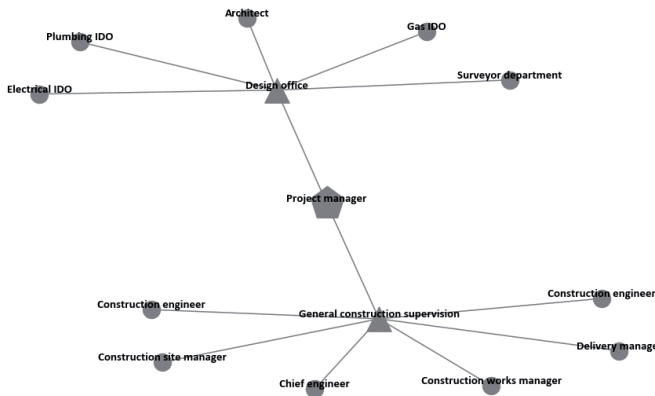 Architect
Gas IDO
Plumbing IDO
Surveyor department
Electrical IDO
Design office
Project manager
Construction engineer
Construction engineer
General construction supervision
Delivery manage
Construction site manager
Construction works manager
Chief engineer